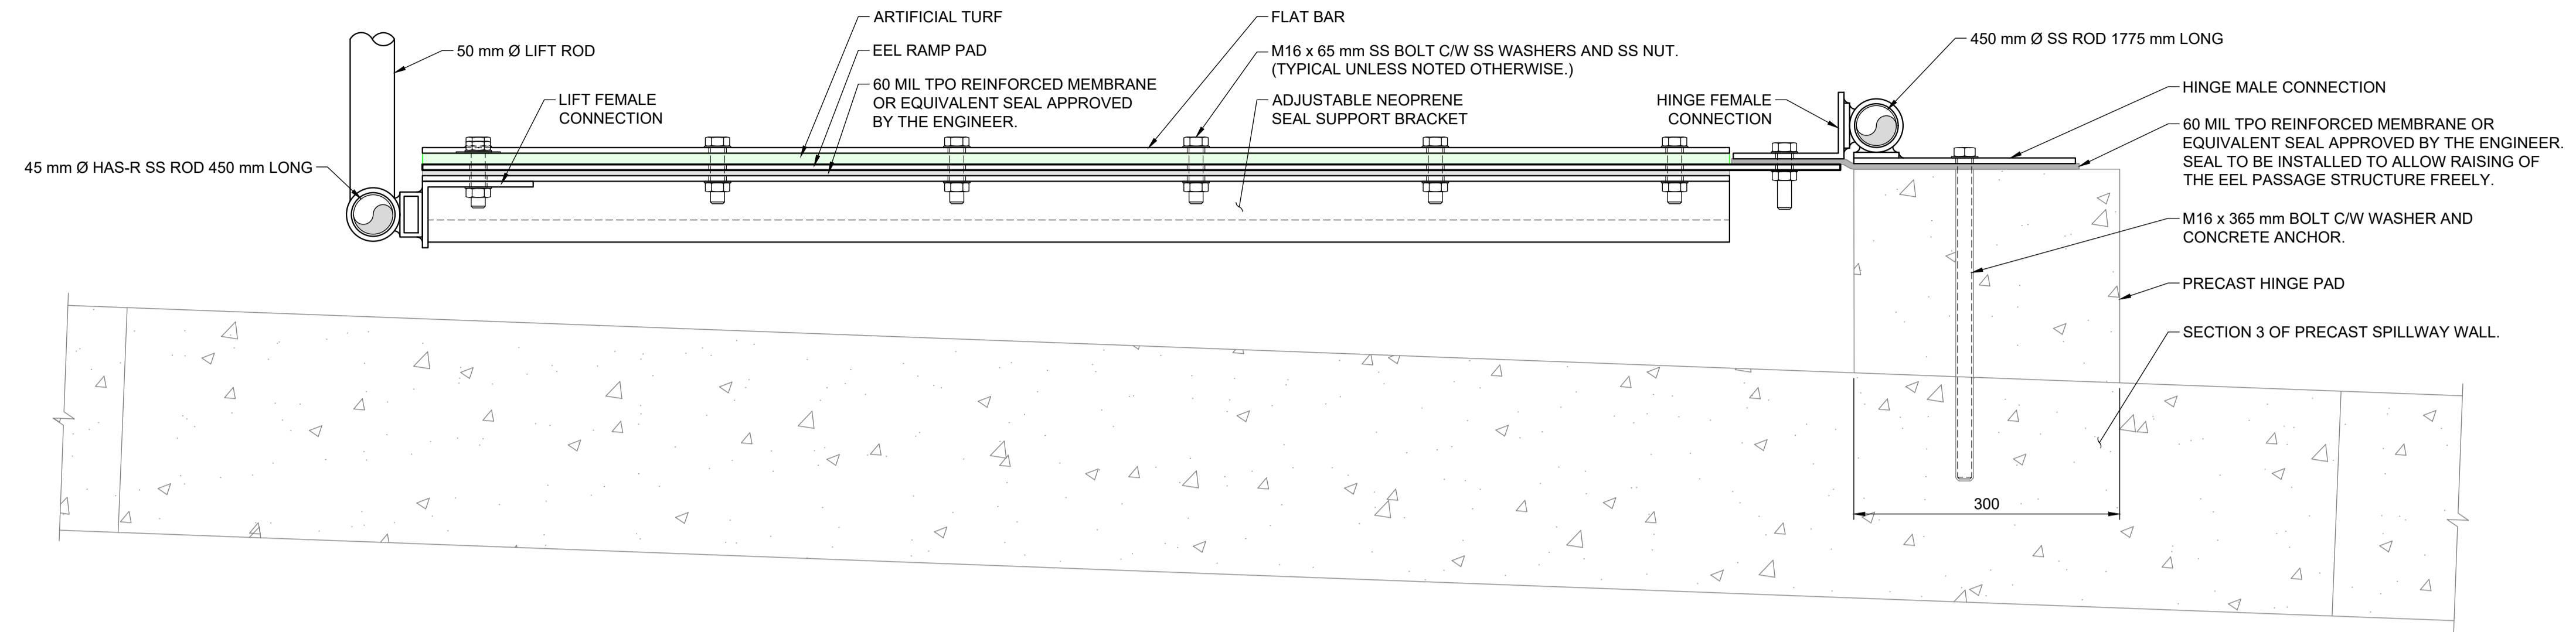 50 mm Ø LIFT ROD
LIFT FEMALE
CONNECTION
45 mm Ø HAS-R SS ROD 450 mm LONG
ARTIFICIAL TURF
EEL RAMP PAD
60 MIL TPO REINFORCED MEMBRANE
OR EQUIVALENT SEAL APPROVED
BY THE ENGINEER.
FLAT BAR
M16 x 65 mm SS BOLT C/W SS WASHERS AND SS NUT.
(TYPICAL UNLESS NOTED OTHERWISE.)
ADJUSTABLE NEOPRENE
SEAL SUPPORT BRACKET
HINGE FEMALE
CONNECTION
450 mm Ø SS ROD 1775 mm LONG
HINGE MALE CONNECTION
60 MIL TPO REINFORCED MEMBRANE OR
EQUIVALENT SEAL APPROVED BY THE ENGINEER.
SEAL TO BE INSTALLED TO ALLOW RAISING OF
THE EEL PASSAGE STRUCTURE FREELY.
M16 x 365 mm BOLT C/W WASHER AND
CONCRETE ANCHOR.
PRECAST HINGE PAD
SECTION 3 OF PRECAST SPILLWAY WALL.
300